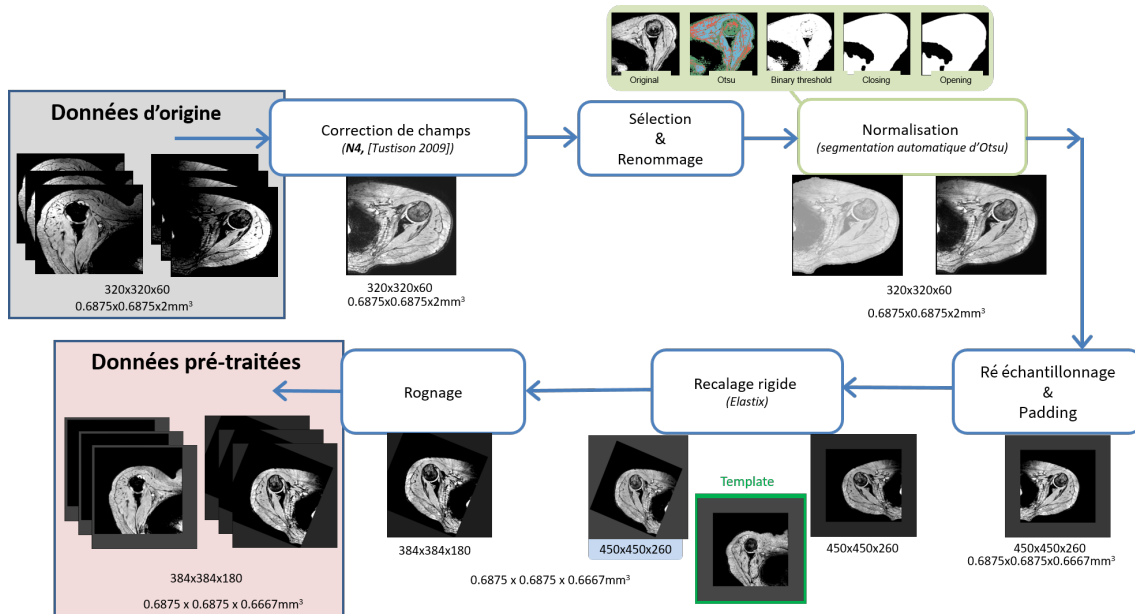 Original
Otsu
Binary threshold
Closing
Opening
Données d'origine
320x320x60
0.6875x0.6875x2mm³
Correction de champs
(N4, [Tustison 2009])
320x320x60
0.6875x0.6875x2mm³
Sélection
&
Renommage
Normalisation
(segmentation automatique d'Otsu)
320x320x60
0.6875x0.6875x2mm³
Ré échantillonnage
&
Padding
450x450x260
0.6875x0.6875x0.6667mm³
Recalage rigide
(Elastix)
450x450x260
Template
450x450x260
Rognage
384x384x180
0.6875 x 0.6875 x 0.6667mm³
Données pré-traitées
384x384x180
0.6875 x 0.6875 x 0.6667mm³